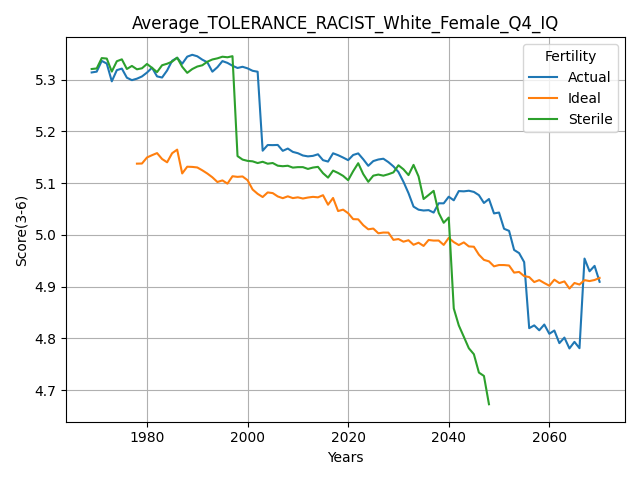 Average_TOLERANCE_RACIST_White_Female_Q4_IQ
Fertility
Actual
Ideal
Sterile
Score(3-6)
5.3
5.2
5.1
5.0
4.9
4.8
4.7
1980
2000
2020
2040
2060
Years